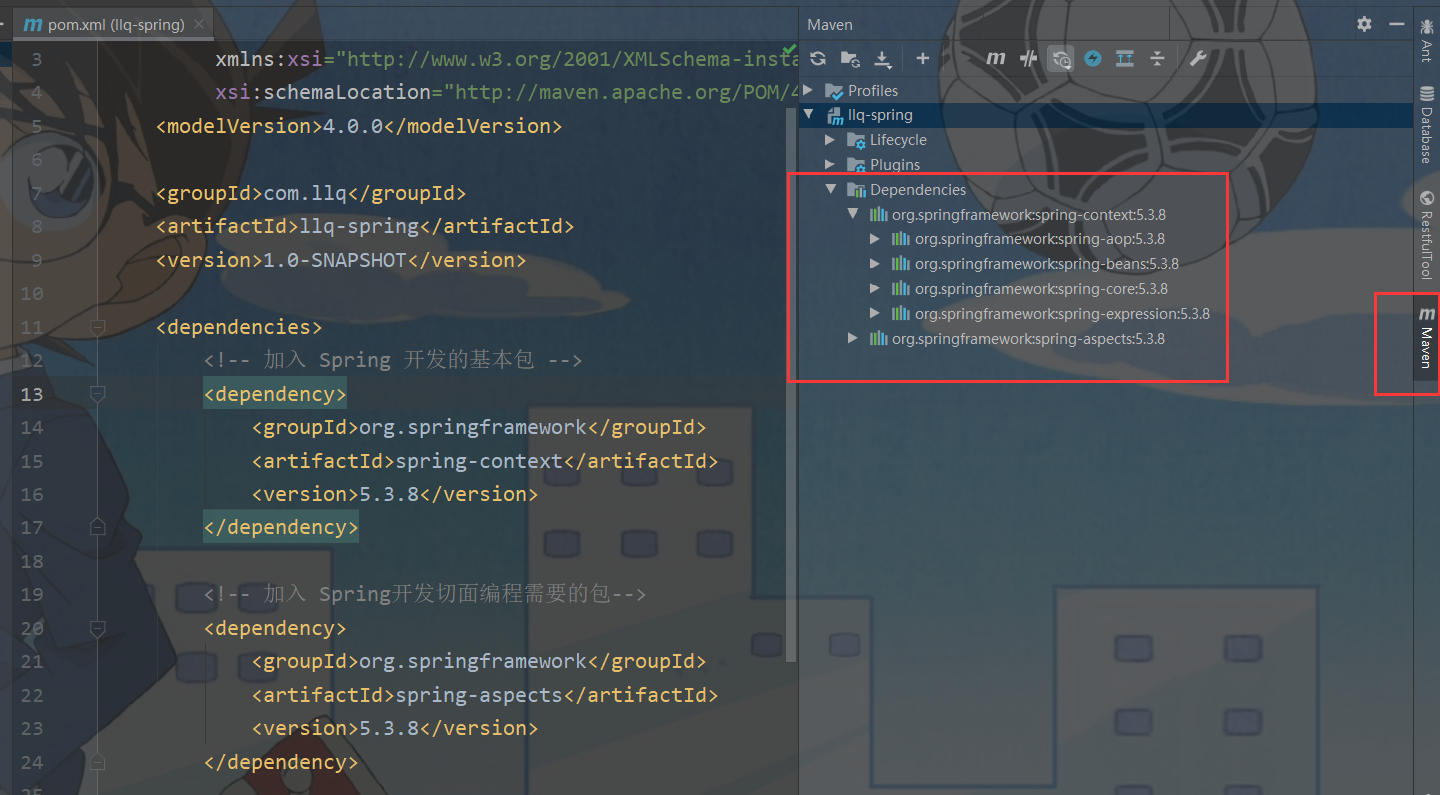 pom.xml (llq-spring)
3 xmlns:xsi="http://www.w3.org/2001/XMLSchema-insta
4 xsi:schemaLocation="http://maven.apache.org/POM/4
5 <modelVersion>4.0.0</modelVersion>
6
7 <groupId>com.llq</groupId>
8 <artifactId>llq-spring</artifactId>
9 <version>1.0-SNAPSHOT</version>
10
11 <dependencies>
12 <!-- 加入 Spring 开发的基本包 -->
13 <dependency>
14 <groupId>org.springframework</groupId>
15 <artifactId>spring-context</artifactId>
16 <version>5.3.8</version>
17 </dependency>
18
19 <!-- 加入 Spring开发切面编程需要的包-->
20 <dependency>
21 <groupId>org.springframework</groupId>
22 <artifactId>spring-aspects</artifactId>
23 <version>5.3.8</version>
24 </dependency>
Maven
Profiles
llq-spring
Lifecycle
Plugins
Dependencies
org.springframework:spring-context:5.3.8
org.springframework:spring-aop:5.3.8
org.springframework:spring-beans:5.3.8
org.springframework:spring-core:5.3.8
org.springframework:spring-expression:5.3.8
org.springframework:spring-aspects:5.3.8
Ant
Database
RestfulTool
Maven